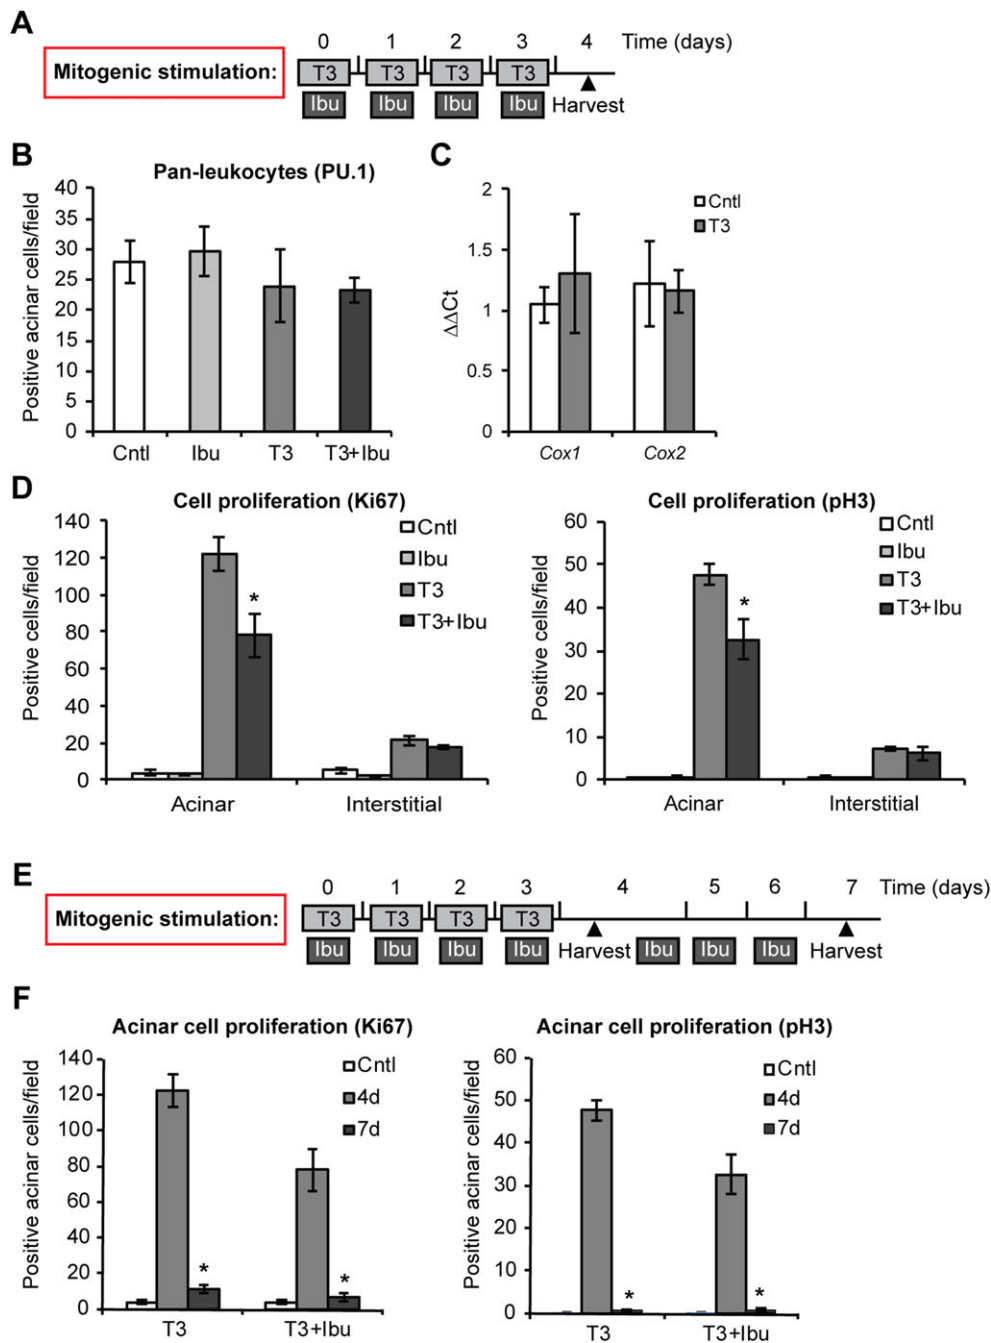 A
0 1 2 3 4 Time (days)
Mitogenic stimulation: T3 T3 T3 T3
Ibu Ibu Ibu Ibu Harvest
B
Pan-leukocytes (PU.1)
Positive acinar cells/field
40
35
30
25
20
15
10
5
0
Cntl Ibu T3 T3+Ibu
C
ΔΔCt
2
1.5
1
0.5
0
Cntl
T3
Cox1 Cox2
D
Cell proliferation (Ki67)
Positive cells/field
140
120
100
80
60
40
20
0
Cntl
Ibu
T3
T3+Ibu
*
Acinar Interstitial
Cell proliferation (pH3)
Positive cells/field
60
50
40
30
20
10
0
Cntl
Ibu
T3
T3+Ibu
*
Acinar Interstitial
E
0 1 2 3 4 5 6 7 Time (days)
Mitogenic stimulation: T3 T3 T3 T3
Ibu Ibu Ibu Ibu Harvest Ibu Ibu Ibu Harvest
F
Acinar cell proliferation (Ki67)
Positive acinar cells/field
140
120
100
80
60
40
20
0
Cntl
4d
7d
* *
T3 T3+Ibu
Acinar cell proliferation (pH3)
Positive acinar cells/field
60
50
40
30
20
10
0
Cntl
4d
7d
* *
T3 T3+Ibu